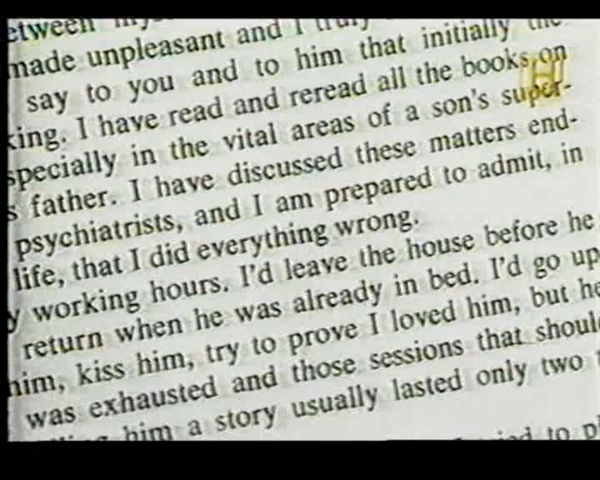 etween
made unpleasant and I truly
say to you and to him that initially the
king. I have read and reread all the books on
specially in the vital areas of a son's super-
s father. I have discussed these matters end-
psychiatrists, and I am prepared to admit, in
life, that I did everything wrong.
y working hours. I'd leave the house before he
return when he was already in bed. I'd go up
him, kiss him, try to prove I loved him, but he
was exhausted and those sessions that shoul
him a story usually lasted only two